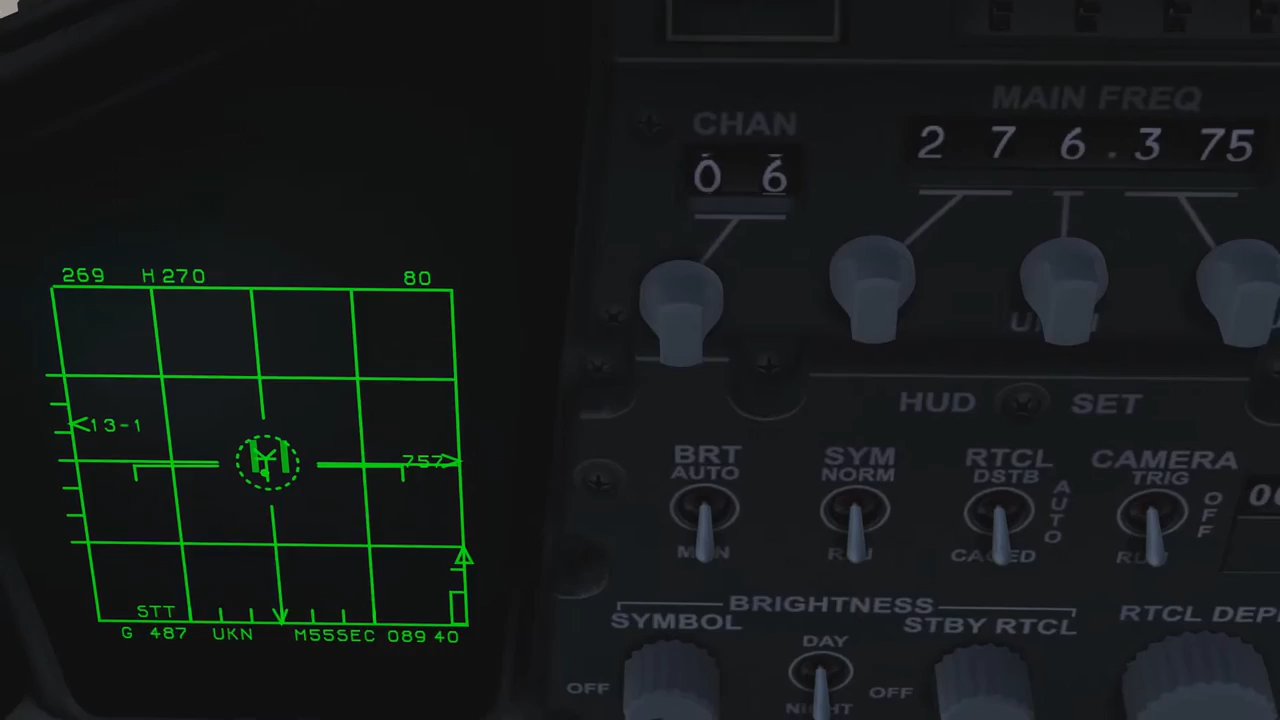 269 H 270 80
<13-1
757
STT
G 487 UKN M55SEC 089 40
CHAN
0 6
MAIN FREQ
2 7 6 . 3 75
HUD SET
BRT
AUTO
SYM
NORM
RTCL
DSTB
AUTO
CAGED
CAMERA
TRIG
OFF
RUN
MAN
BRIGHTNESS
SYMBOL
STBY RTCL
DAY
OFF
OFF
NIGHT